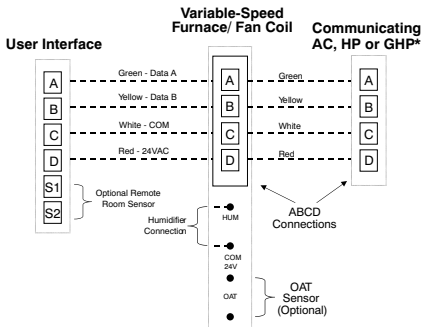 Variable-Speed
Furnace/ Fan Coil
Communicating
AC, HP or GHP*
User Interface
A
Green - Data A
A
Green
A
B
Yellow - Data B
B
Yellow
B
C
White - COM
C
White
C
D
Red - 24VAC
D
Red
D
S1
S2
Optional Remote
Room Sensor
Humidifier
Connection
HUM
COM
24V
ABCD
Connections
OAT
OAT
Sensor
(Optional)